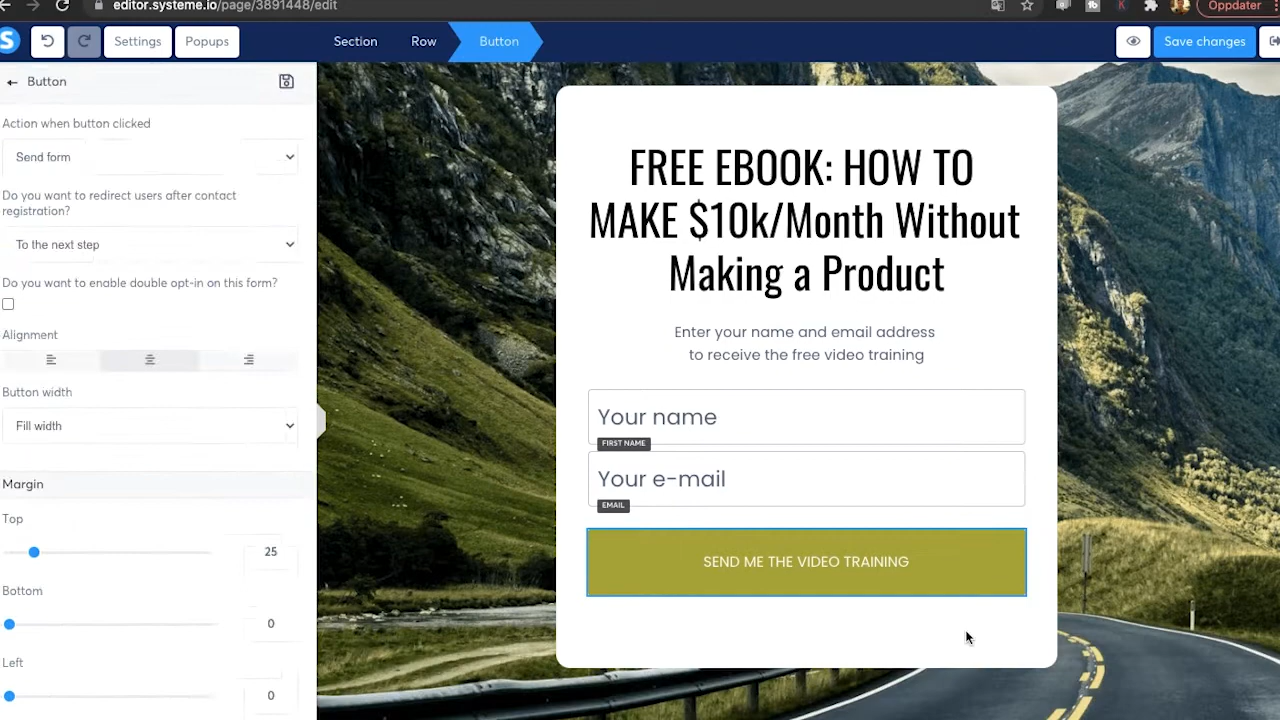 editor.systeme.io/page/3891448/edit
Oppdater
S
Settings
Popups
Section
Row
Button
Save changes
Button
Action when button clicked
Send form
Do you want to redirect users after contact
registration?
To the next step
Do you want to enable double opt-in on this form?
Alignment
Button width
Fill width
Margin
Top
25
Bottom
0
Left
0
FREE EBOOK: HOW TO
MAKE $10k/Month Without
Making a Product
Enter your name and email address
to receive the free video training
Your name
FIRST NAME
Your e-mail
EMAIL
SEND ME THE VIDEO TRAINING